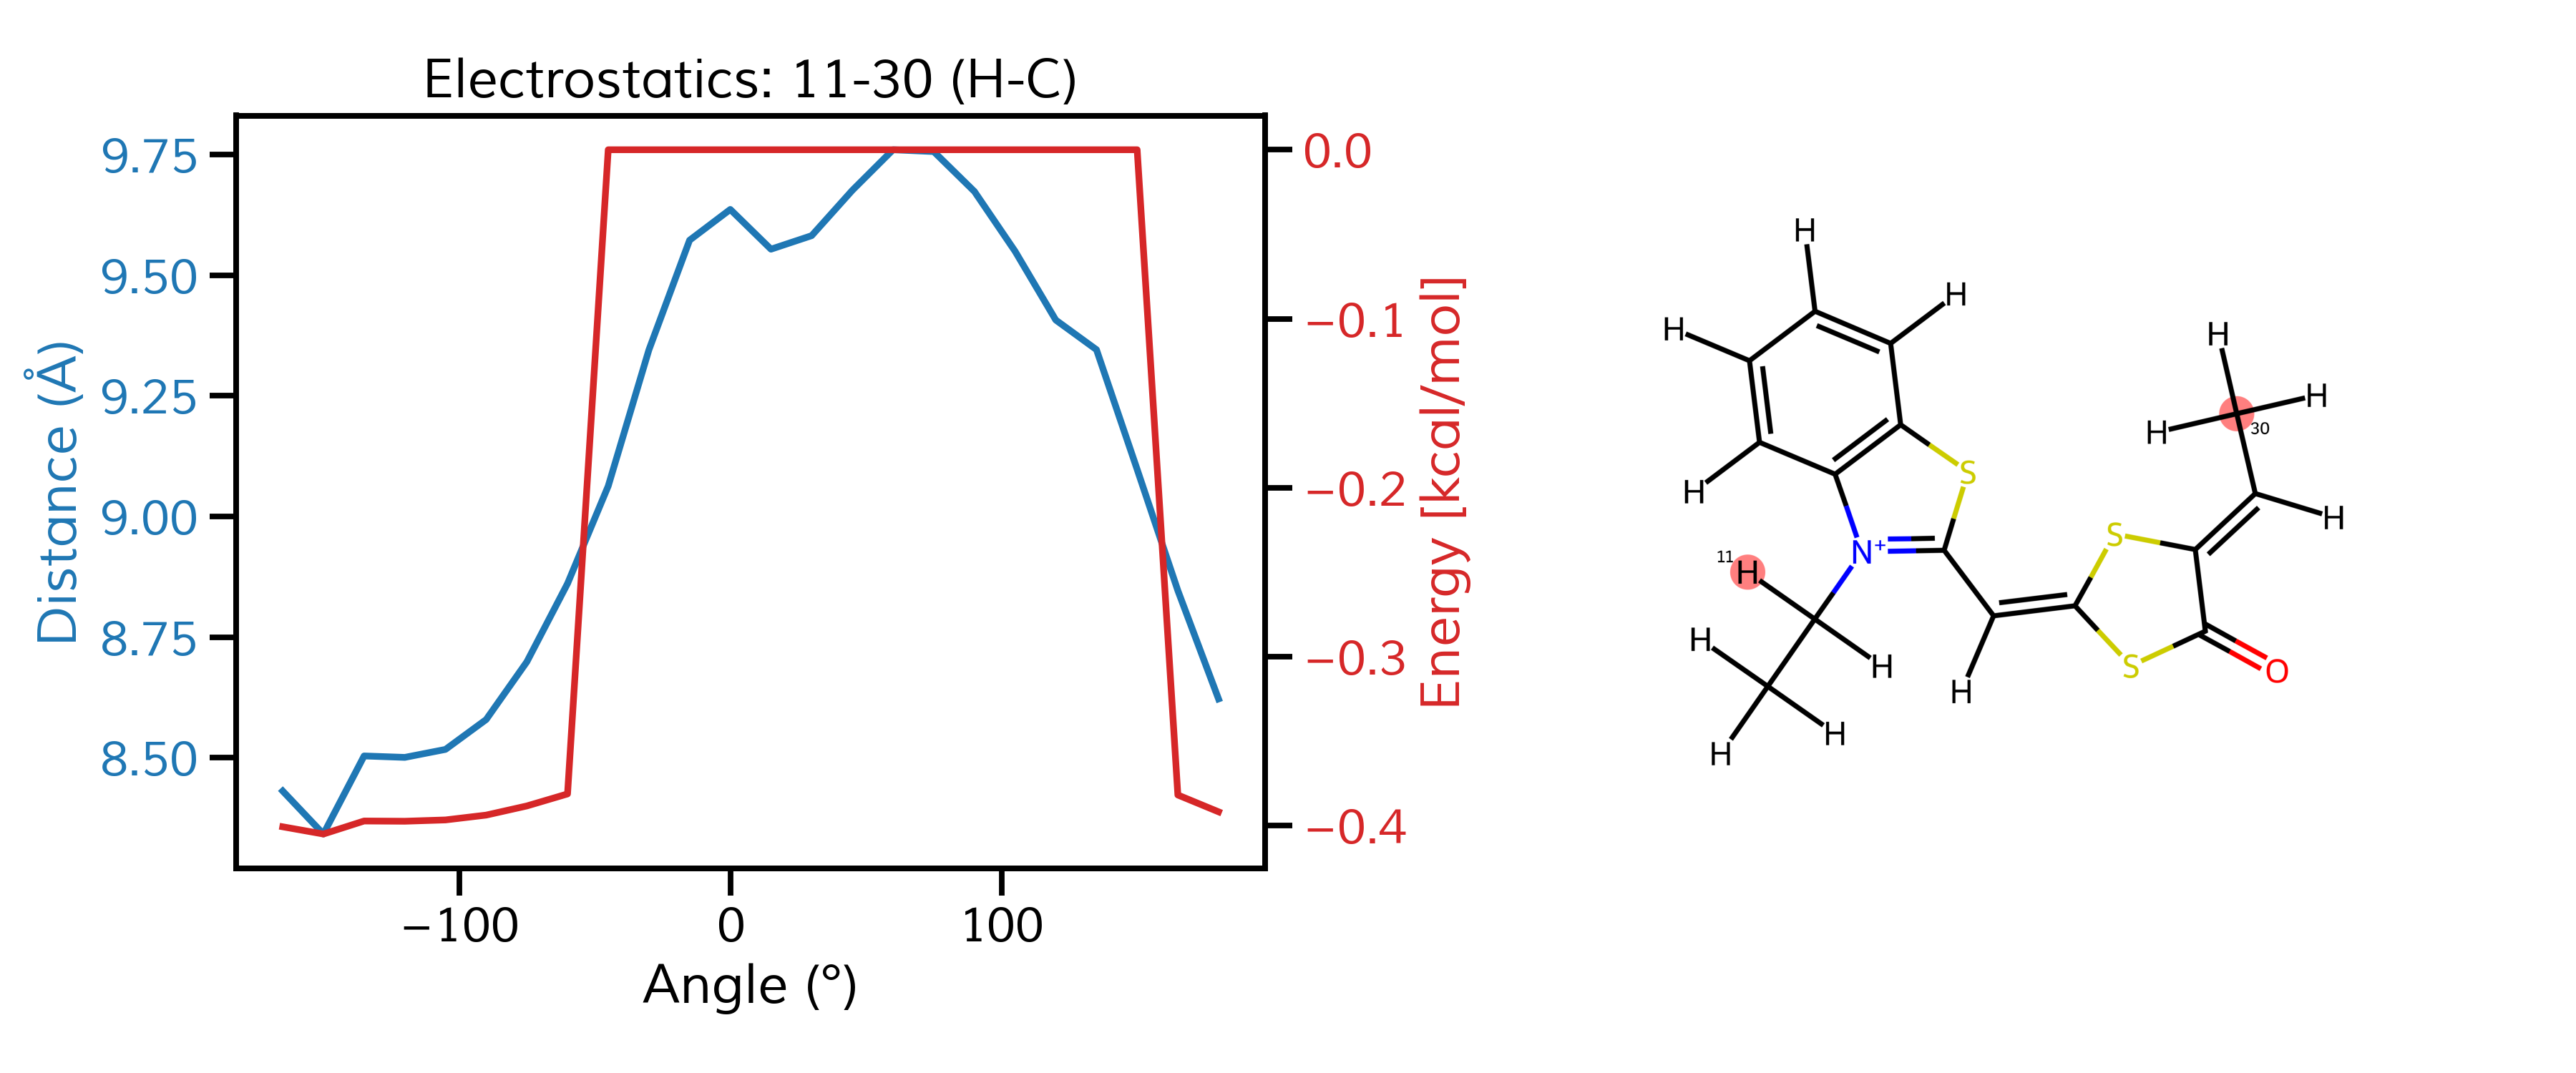 Electrostatics: 11-30 (H-C)
9.75
9.50
9.25
9.00
8.75
8.50
Distance (Å)
0.0
−0.1
−0.2
−0.3
−0.4
Energy [kcal/mol]
−100 0 100
Angle (°)
H
H
H
H
H
H
H
30
S
H
S
N+
11
H
H
H
H
S
O
H
H
H